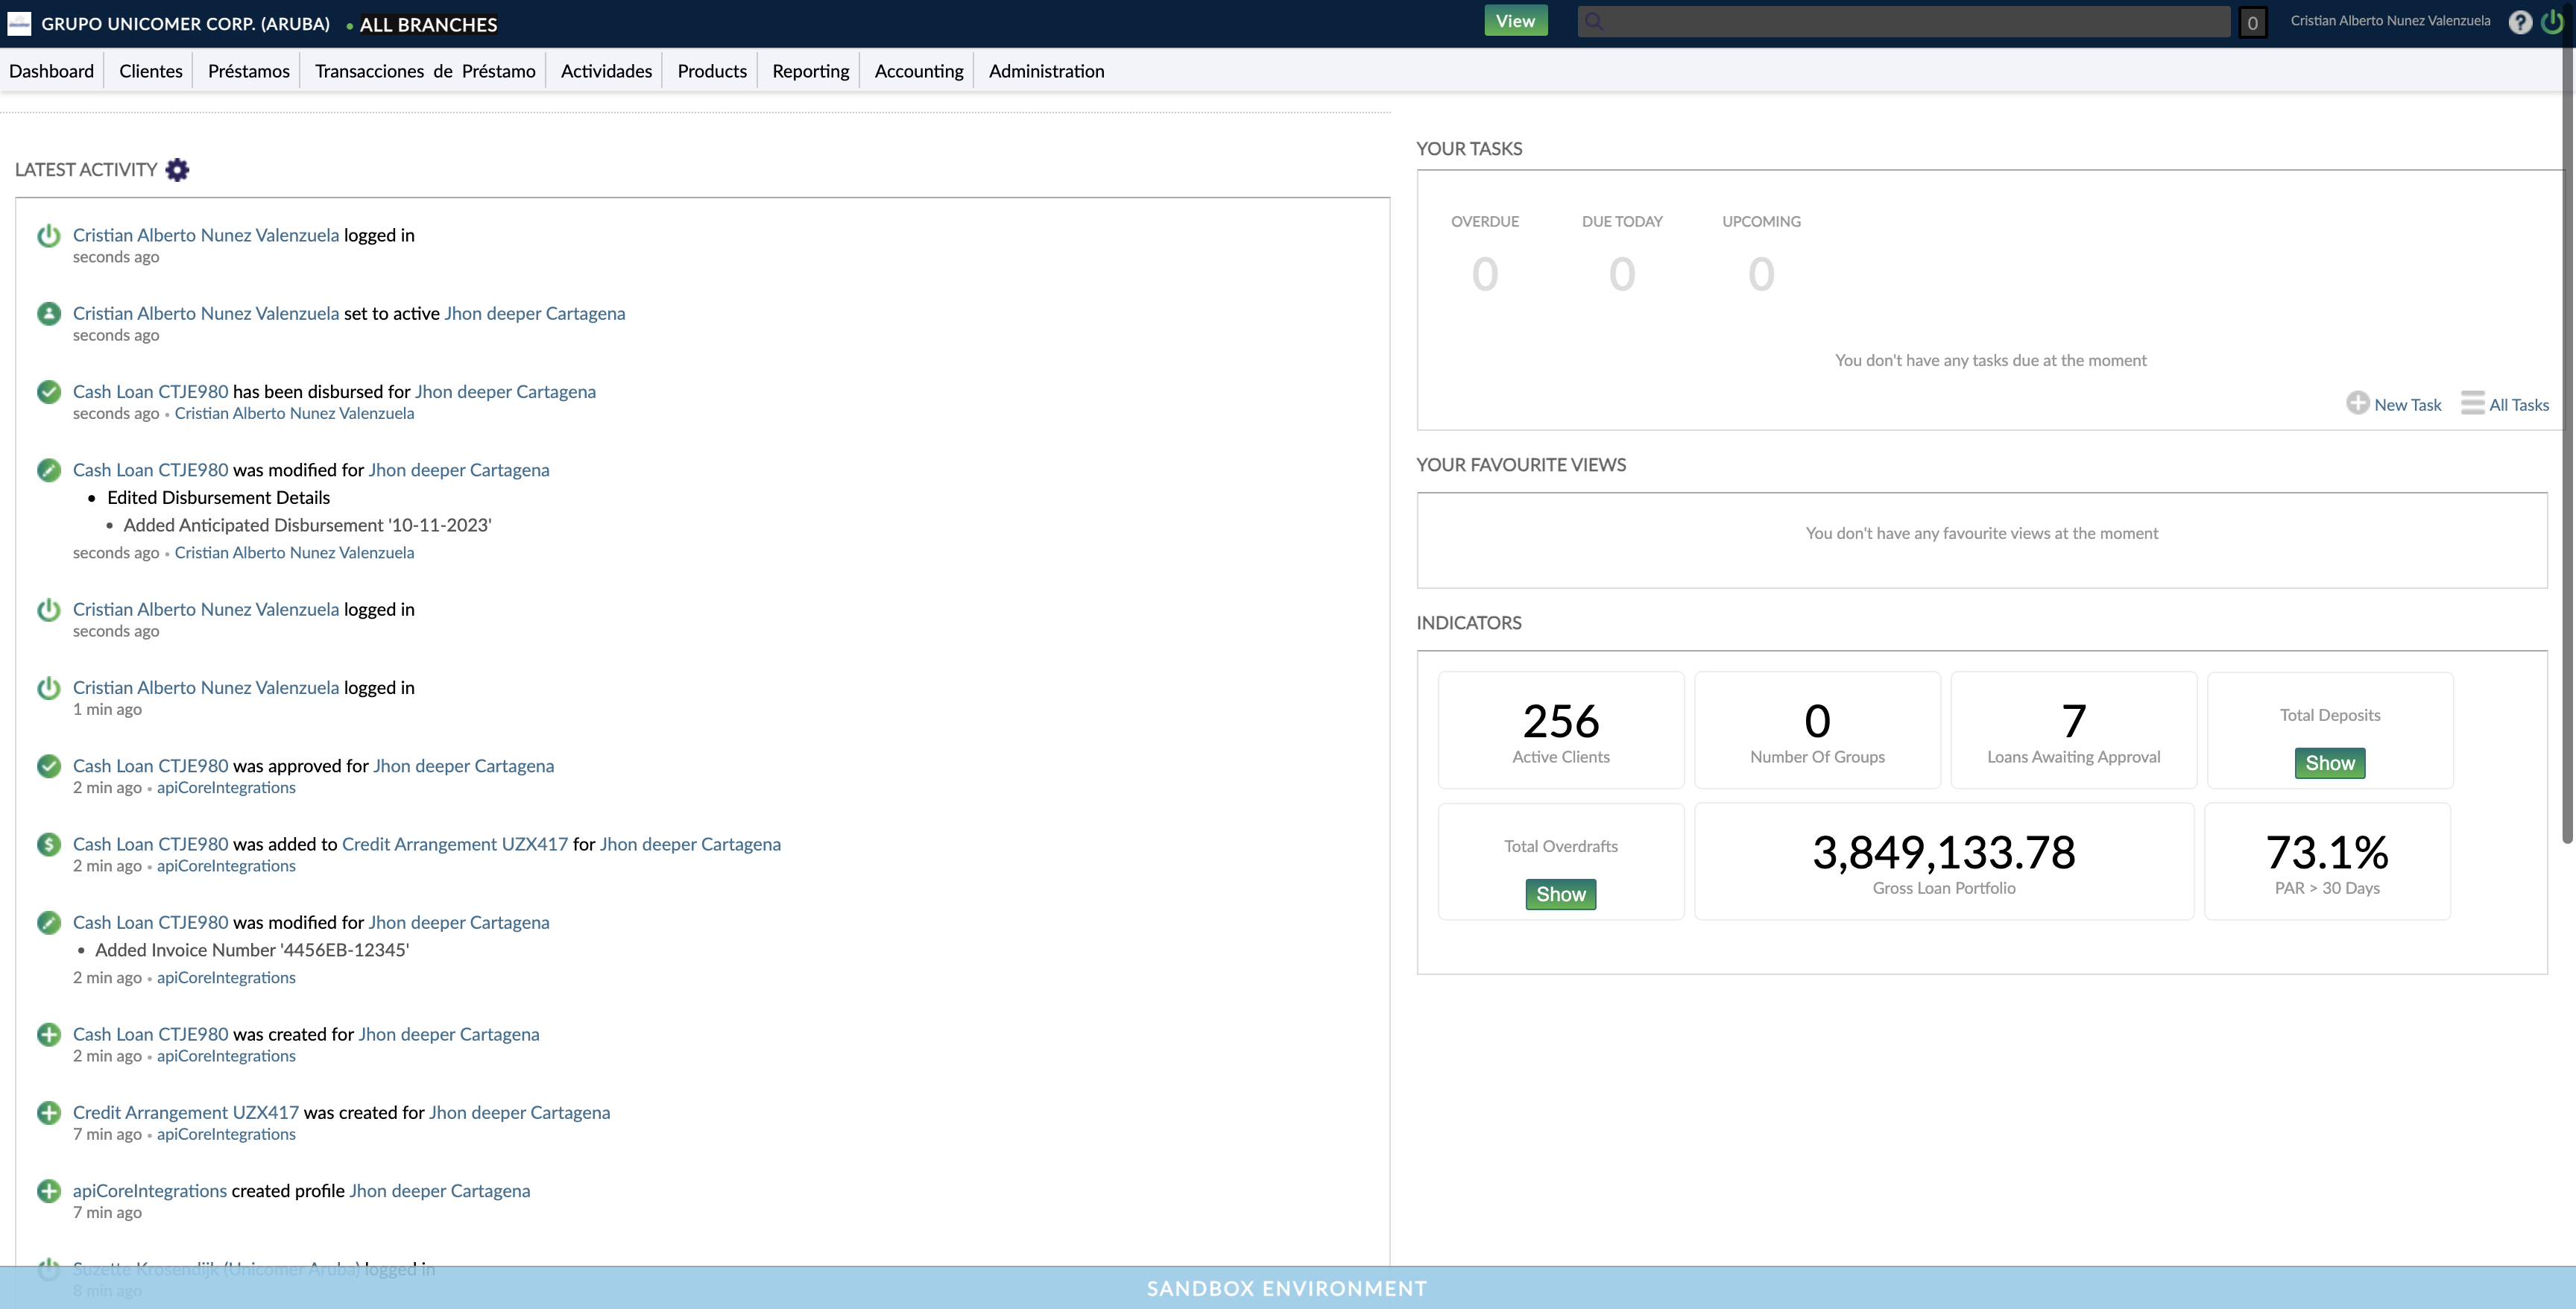 GRUPO UNICOMER CORP. (ARUBA) • ALL BRANCHES
View
0
Cristian Alberto Nunez Valenzuela
?
Dashboard
Clientes
Préstamos
Transacciones de Préstamo
Actividades
Products
Reporting
Accounting
Administration
LATEST ACTIVITY
Cristian Alberto Nunez Valenzuela logged in
seconds ago
Cristian Alberto Nunez Valenzuela set to active Jhon deeper Cartagena
seconds ago
Cash Loan CTJE980 has been disbursed for Jhon deeper Cartagena
seconds ago • Cristian Alberto Nunez Valenzuela
Cash Loan CTJE980 was modified for Jhon deeper Cartagena
• Edited Disbursement Details
• Added Anticipated Disbursement '10-11-2023'
seconds ago • Cristian Alberto Nunez Valenzuela
Cristian Alberto Nunez Valenzuela logged in
seconds ago
Cristian Alberto Nunez Valenzuela logged in
1 min ago
Cash Loan CTJE980 was approved for Jhon deeper Cartagena
2 min ago • apiCoreIntegrations
$
Cash Loan CTJE980 was added to Credit Arrangement UZX417 for Jhon deeper Cartagena
2 min ago • apiCoreIntegrations
Cash Loan CTJE980 was modified for Jhon deeper Cartagena
• Added Invoice Number '4456EB-12345'
2 min ago • apiCoreIntegrations
Cash Loan CTJE980 was created for Jhon deeper Cartagena
2 min ago • apiCoreIntegrations
Credit Arrangement UZX417 was created for Jhon deeper Cartagena
7 min ago • apiCoreIntegrations
apiCoreIntegrations created profile Jhon deeper Cartagena
7 min ago
Suzette Krosendijk (Unicomer Aruba) logged in
8 min ago
YOUR TASKS
OVERDUE
DUE TODAY
UPCOMING
0
0
0
You don't have any tasks due at the moment
New Task
All Tasks
YOUR FAVOURITE VIEWS
You don't have any favourite views at the moment
INDICATORS
256
Active Clients
0
Number Of Groups
7
Loans Awaiting Approval
Total Deposits
Show
Total Overdrafts
Show
3,849,133.78
Gross Loan Portfolio
73.1%
PAR > 30 Days
SANDBOX ENVIRONMENT